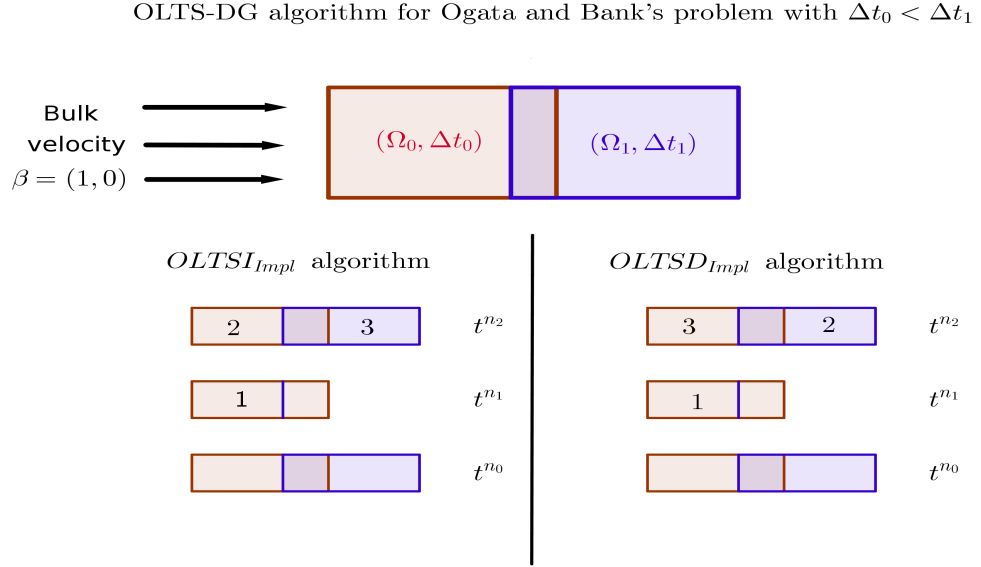 OLTS-DG algorithm for Ogata and Bank's problem with Δt₀ < Δt₁
Bulk
velocity
β = (1, 0)
(Ω₀, Δt₀)
(Ω₁, Δt₁)
OLTSI_Impl algorithm
2
3
t^{n₂}
1
t^{n₁}
t^{n₀}
OLTSD_Impl algorithm
3
2
t^{n₂}
1
t^{n₁}
t^{n₀}